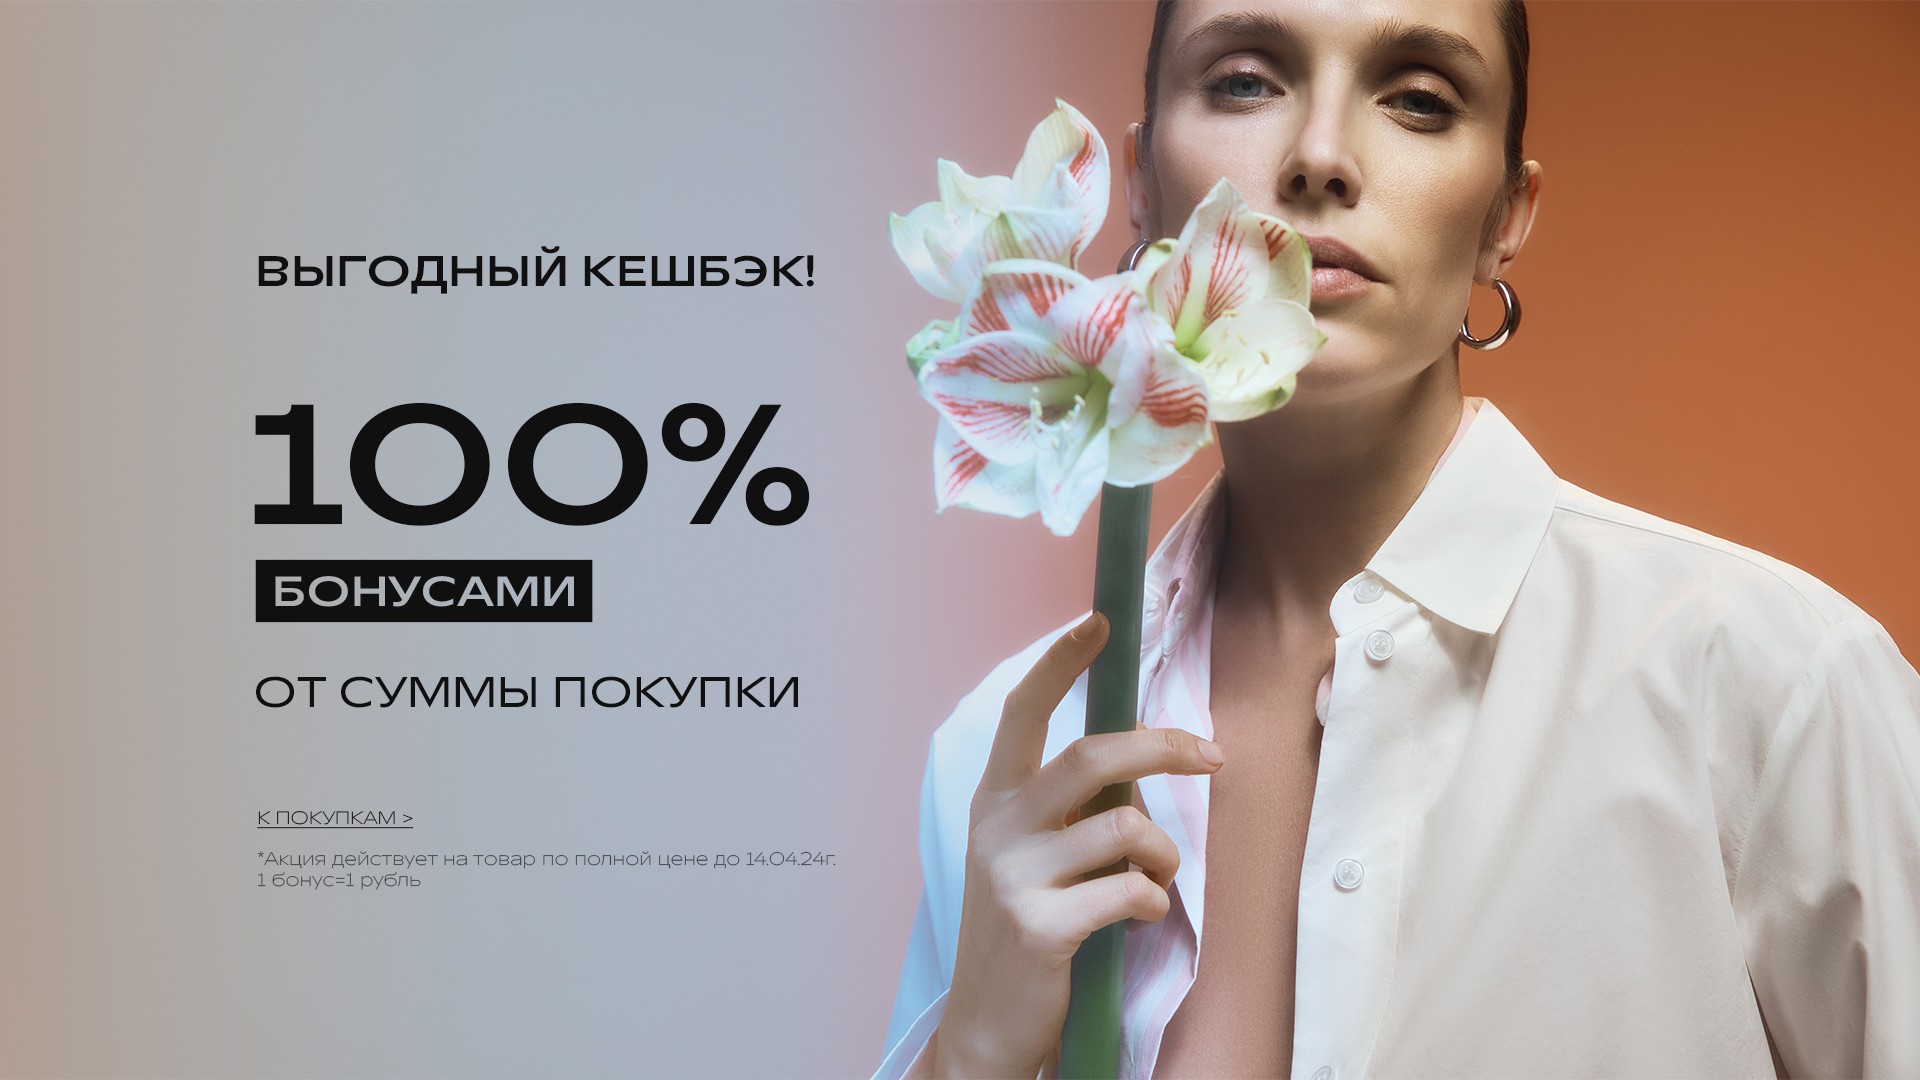 ВЫГОДНЫЙ КЕШБЭК!
100%
БОНУСАМИ
ОТ СУММЫ ПОКУПКИ
К ПОКУПКАМ >
*Акция действует на товар по полной цене до 14.04.24г.
1 бонус=1 рубль